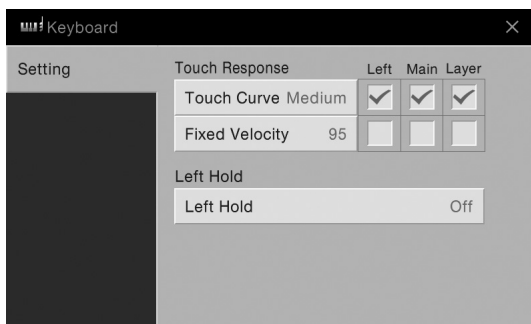 Keyboard
Setting
Touch Response Left Main Layer
Touch Curve Medium
Fixed Velocity 95
Left Hold
Left Hold Off